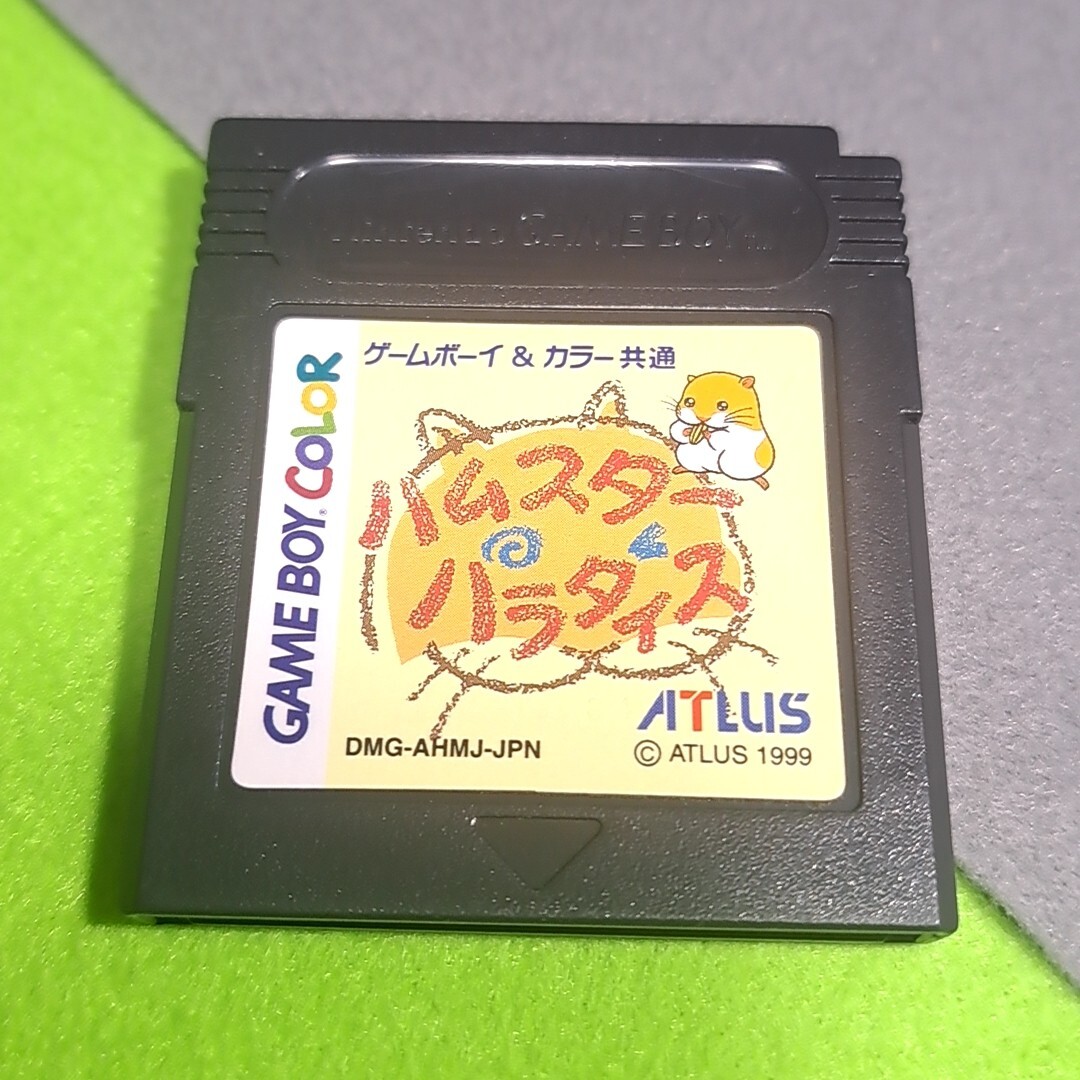 Nintendo GAME BOY TM
GAME BOY COLOR
ゲームボーイ & カラー共通
ハムスター
パラダイス
ATLUS
DMG-AHMJ-JPN
© ATLUS 1999